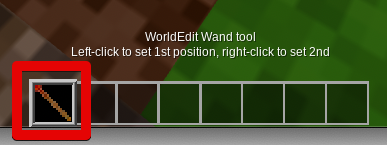 WorldEdit Wand tool
Left-click to set 1st position, right-click to set 2nd